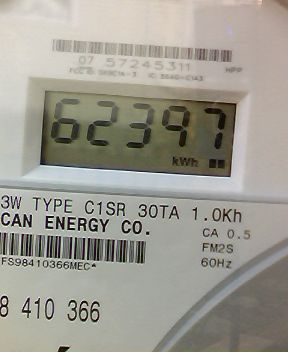 07 57245311
HPP
62397
kWh
3W TYPE C1SR 30TA 1.0Kh
CAN ENERGY CO.
CA 0.5
FM2S
60Hz
FS98410366MEC*
8 410 366